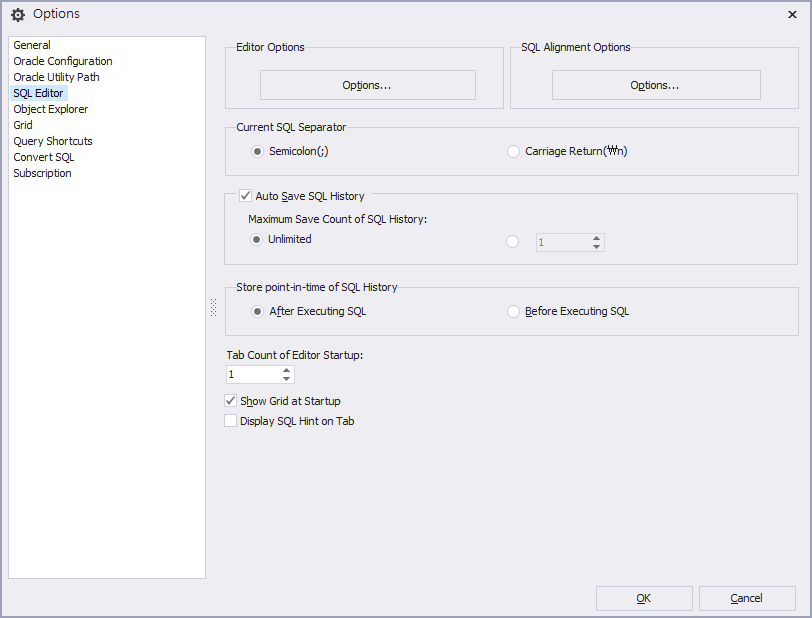 Options
General
Oracle Configuration
Oracle Utility Path
SQL Editor
Object Explorer
Grid
Query Shortcuts
Convert SQL
Subscription
Editor Options
Options...
SQL Alignment Options
Options...
Current SQL Separator
Semicolon(;)
Carriage Return(₩n)
Auto Save SQL History
Maximum Save Count of SQL History:
Unlimited
1
Store point-in-time of SQL History
After Executing SQL
Before Executing SQL
Tab Count of Editor Startup:
1
Show Grid at Startup
Display SQL Hint on Tab
OK
Cancel